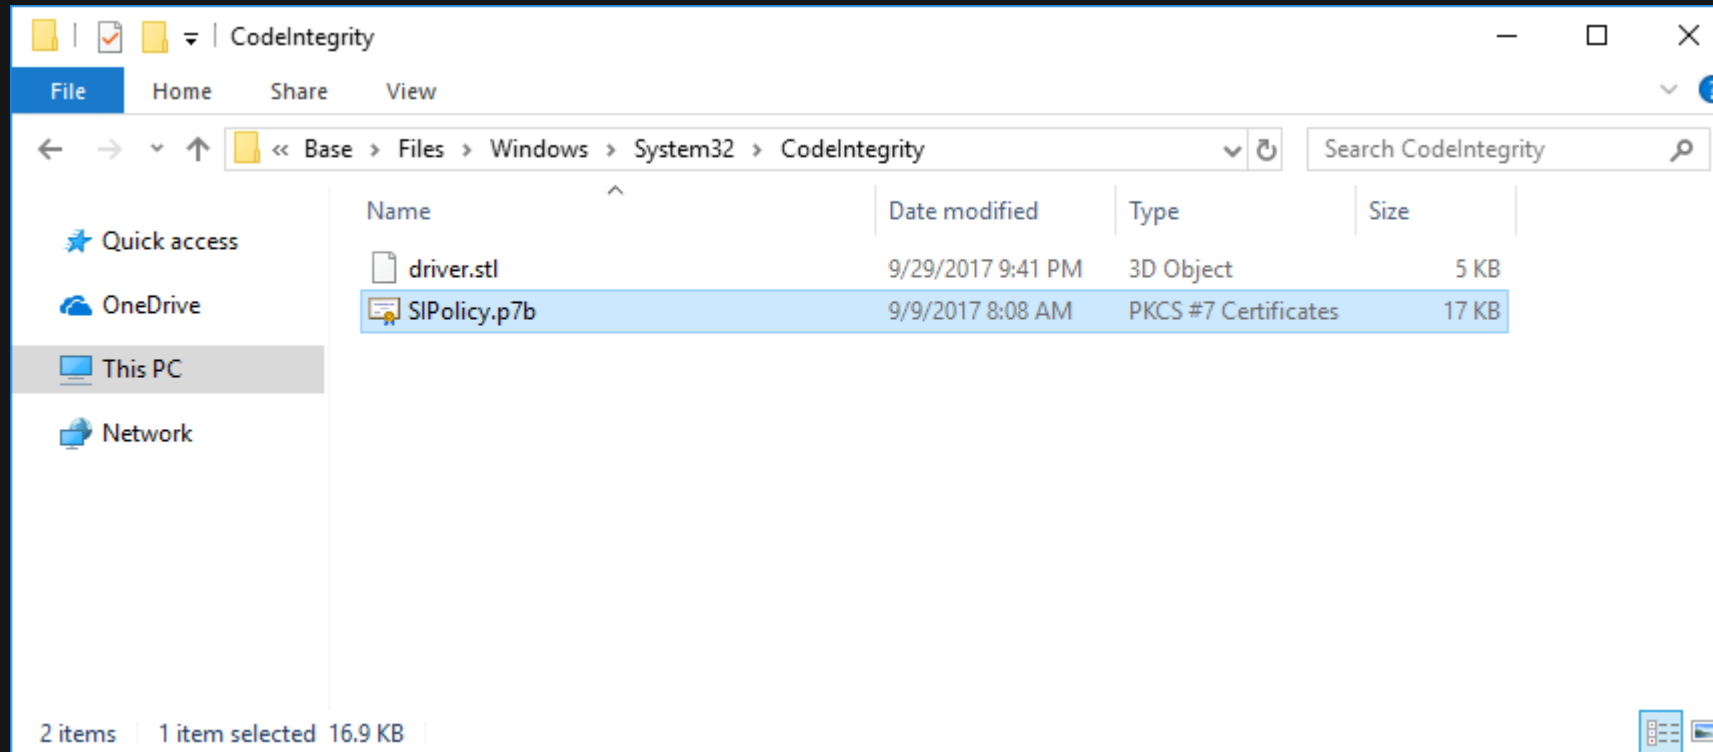 CodeIntegrity
File Home Share View
« Base > Files > Windows > System32 > CodeIntegrity Search CodeIntegrity
Name Date modified Type Size
Quick access
driver.stl 9/29/2017 9:41 PM 3D Object 5 KB
OneDrive
SIPolicy.p7b 9/9/2017 8:08 AM PKCS #7 Certificates 17 KB
This PC
Network
2 items 1 item selected 16.9 KB